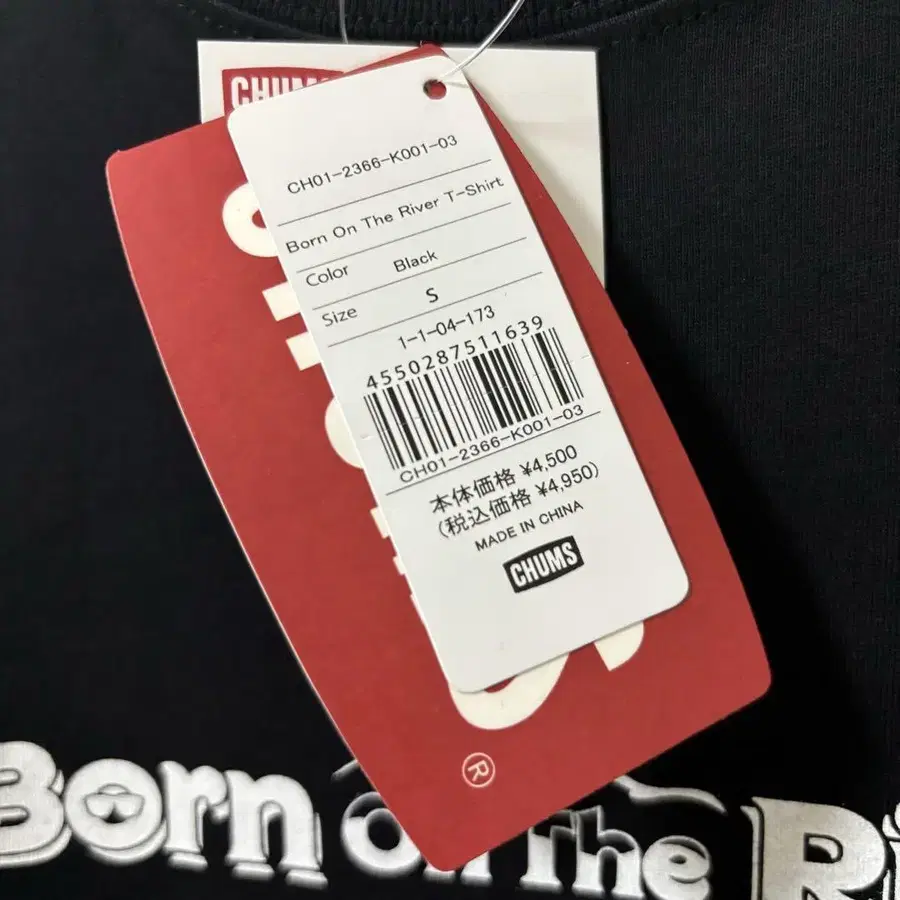 CHUMS
CH01-2366-K001-03
Born On The River T-Shirt
Color Black
Size S
1-1-04-173
4550287511639
CH01-2366-K001-03
本体価格 ¥4,500
(税込価格 ¥4,950)
MADE IN CHINA
CHUMS
®
Born on The Ri